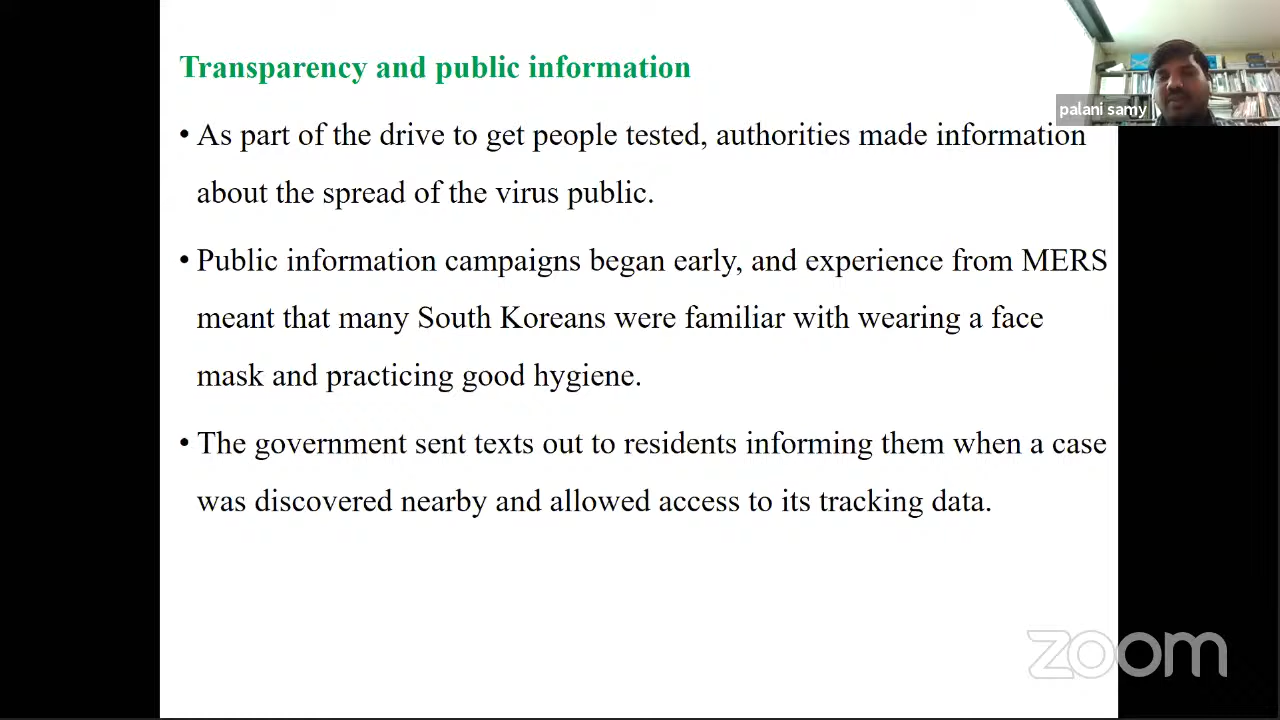 Transparency and public information
palani samy
• As part of the drive to get people tested, authorities made information
about the spread of the virus public.
• Public information campaigns began early, and experience from MERS
meant that many South Koreans were familiar with wearing a face
mask and practicing good hygiene.
• The government sent texts out to residents informing them when a case
was discovered nearby and allowed access to its tracking data.
zoom